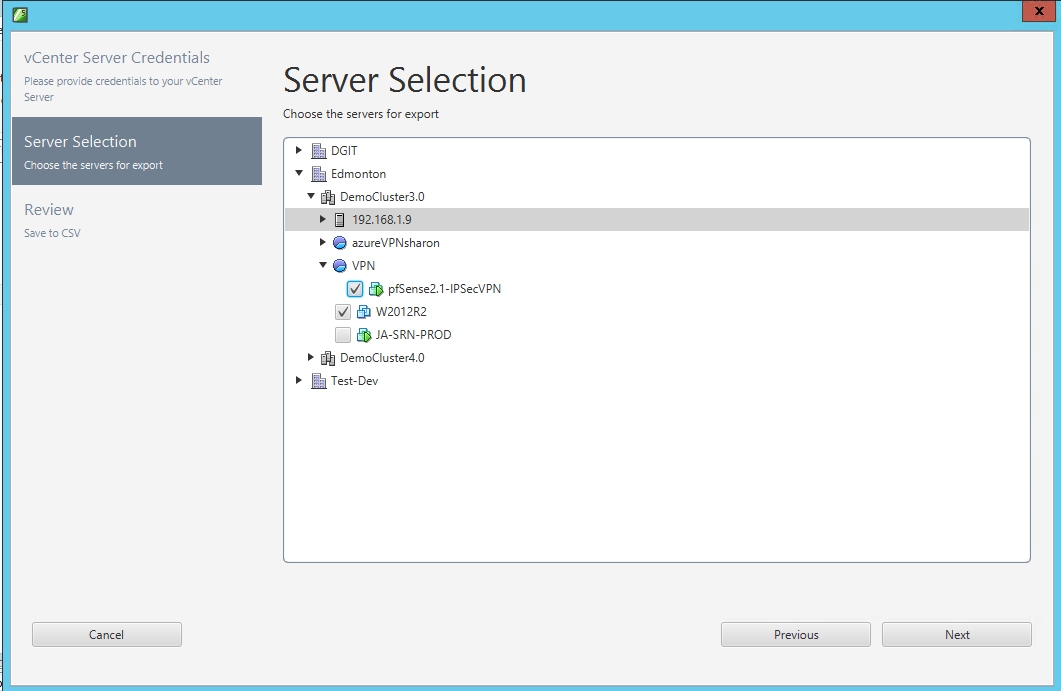 vCenter Server Credentials
Please provide credentials to your vCenter
Server
Server Selection
Choose the servers for export
Review
Save to CSV
Server Selection
Choose the servers for export
DGIT
Edmonton
DemoCluster3.0
192.168.1.9
azureVPNsharon
VPN
pfSense2.1-IPSecVPN
W2012R2
JA-SRN-PROD
DemoCluster4.0
Test-Dev
Cancel
Previous
Next